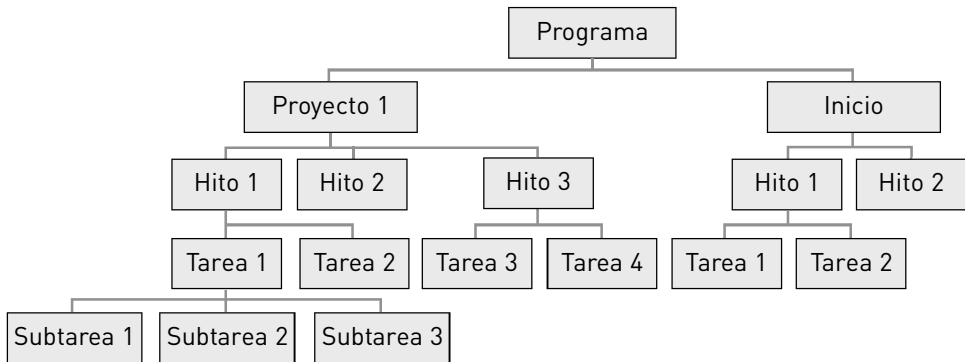 Programa
Proyecto 1
Inicio
Hito 1
Hito 2
Hito 3
Hito 1
Hito 2
Tarea 1
Tarea 2
Tarea 3
Tarea 4
Tarea 1
Tarea 2
Subtarea 1
Subtarea 2
Subtarea 3